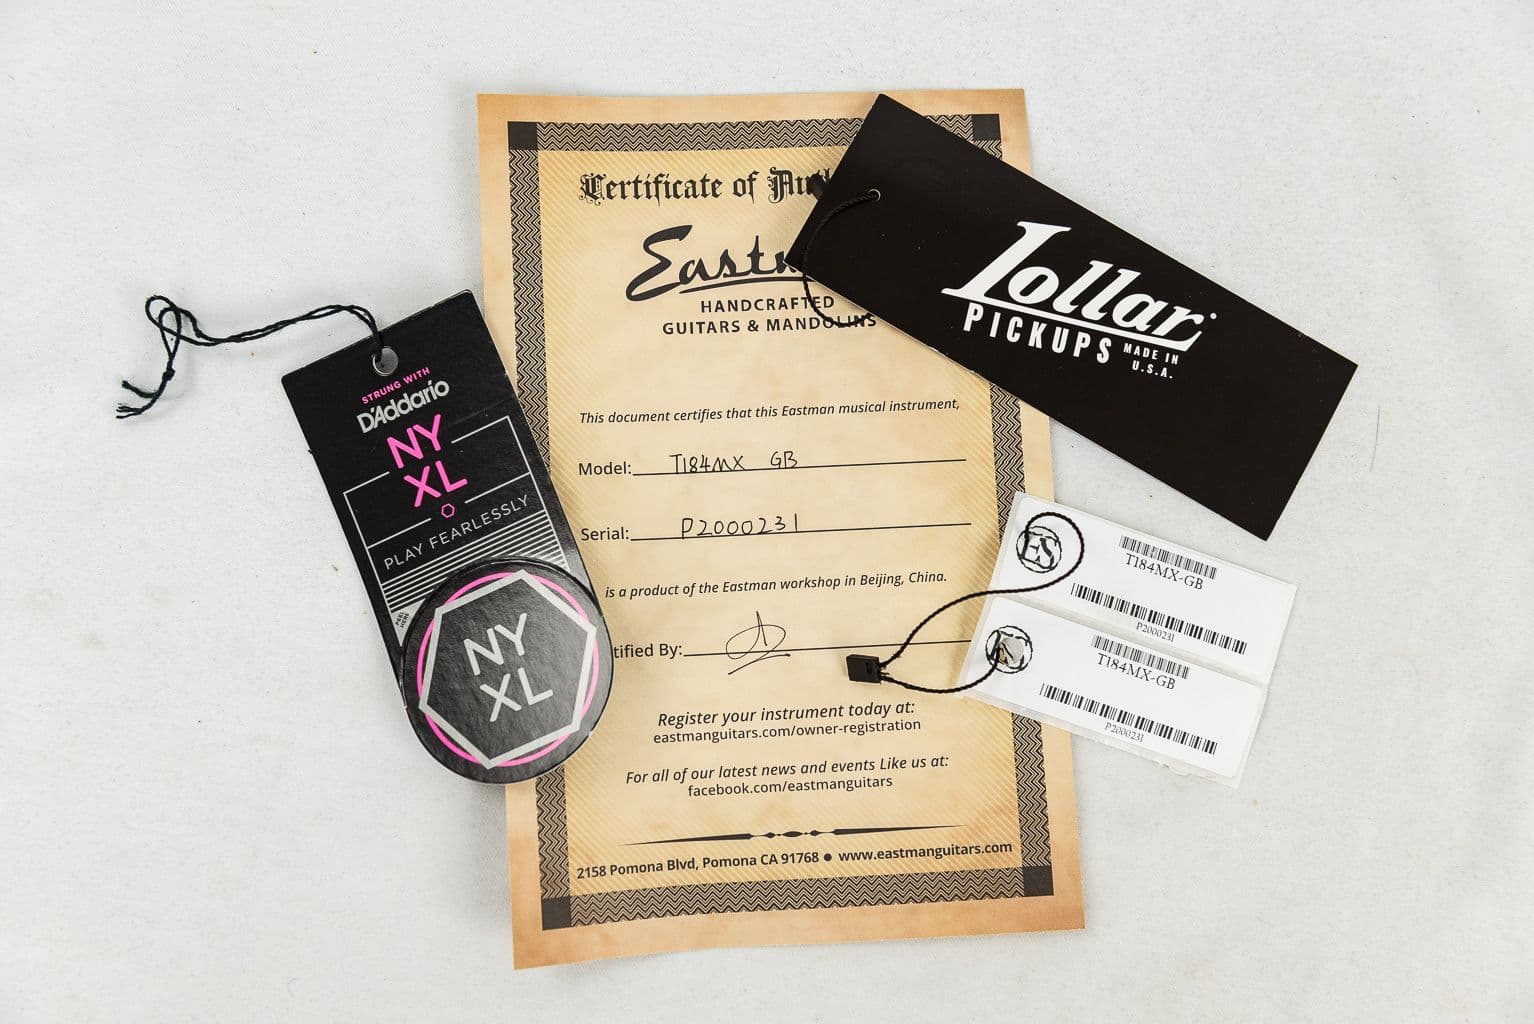 Certificate of
Eastm
HANDCRAFTED
GUITARS & MANDOLINS
This document certifies that this Eastman musical instrument,
Model: T184MX GB
Serial: P2000231
is a product of the Eastman workshop in Beijing, China.
tified By:
Register your instrument today at:
eastmanguitars.com/owner-registration
For all of our latest news and events Like us at:
facebook.com/eastmanguitars
2158 Pomona Blvd, Pomona CA 91768 ● www.eastmanguitars.com
STRUNG WITH
D'Addario
NY
XL
PLAY FEARLESSLY
PEEL
HERE
NY
XL
Lollar
PICKUPS MADE IN
U.S.A.
ES
T184MX-GB
P2000231
T184MX-GB
P2000231